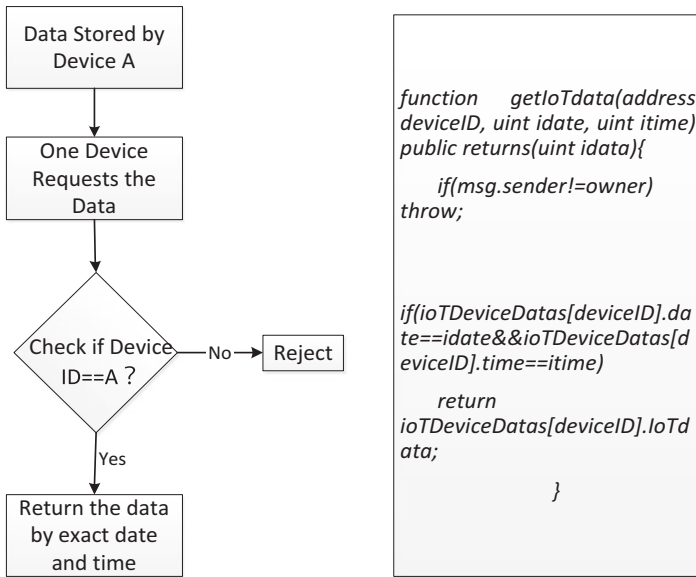 Data Stored by
Device A
One Device
Requests the
Data
Check if Device
ID==A？
No
Reject
Yes
Return the data
by exact date
and time
function getIoTdata(address
deviceID, uint idate, uint itime)
public returns(uint idata){
if(msg.sender!=owner)
throw;
if(ioTDeviceDatas[deviceID].da
te==idate&&ioTDeviceDatas[d
eviceID].time==itime)
return
ioTDeviceDatas[deviceID].IoTd
ata;
}